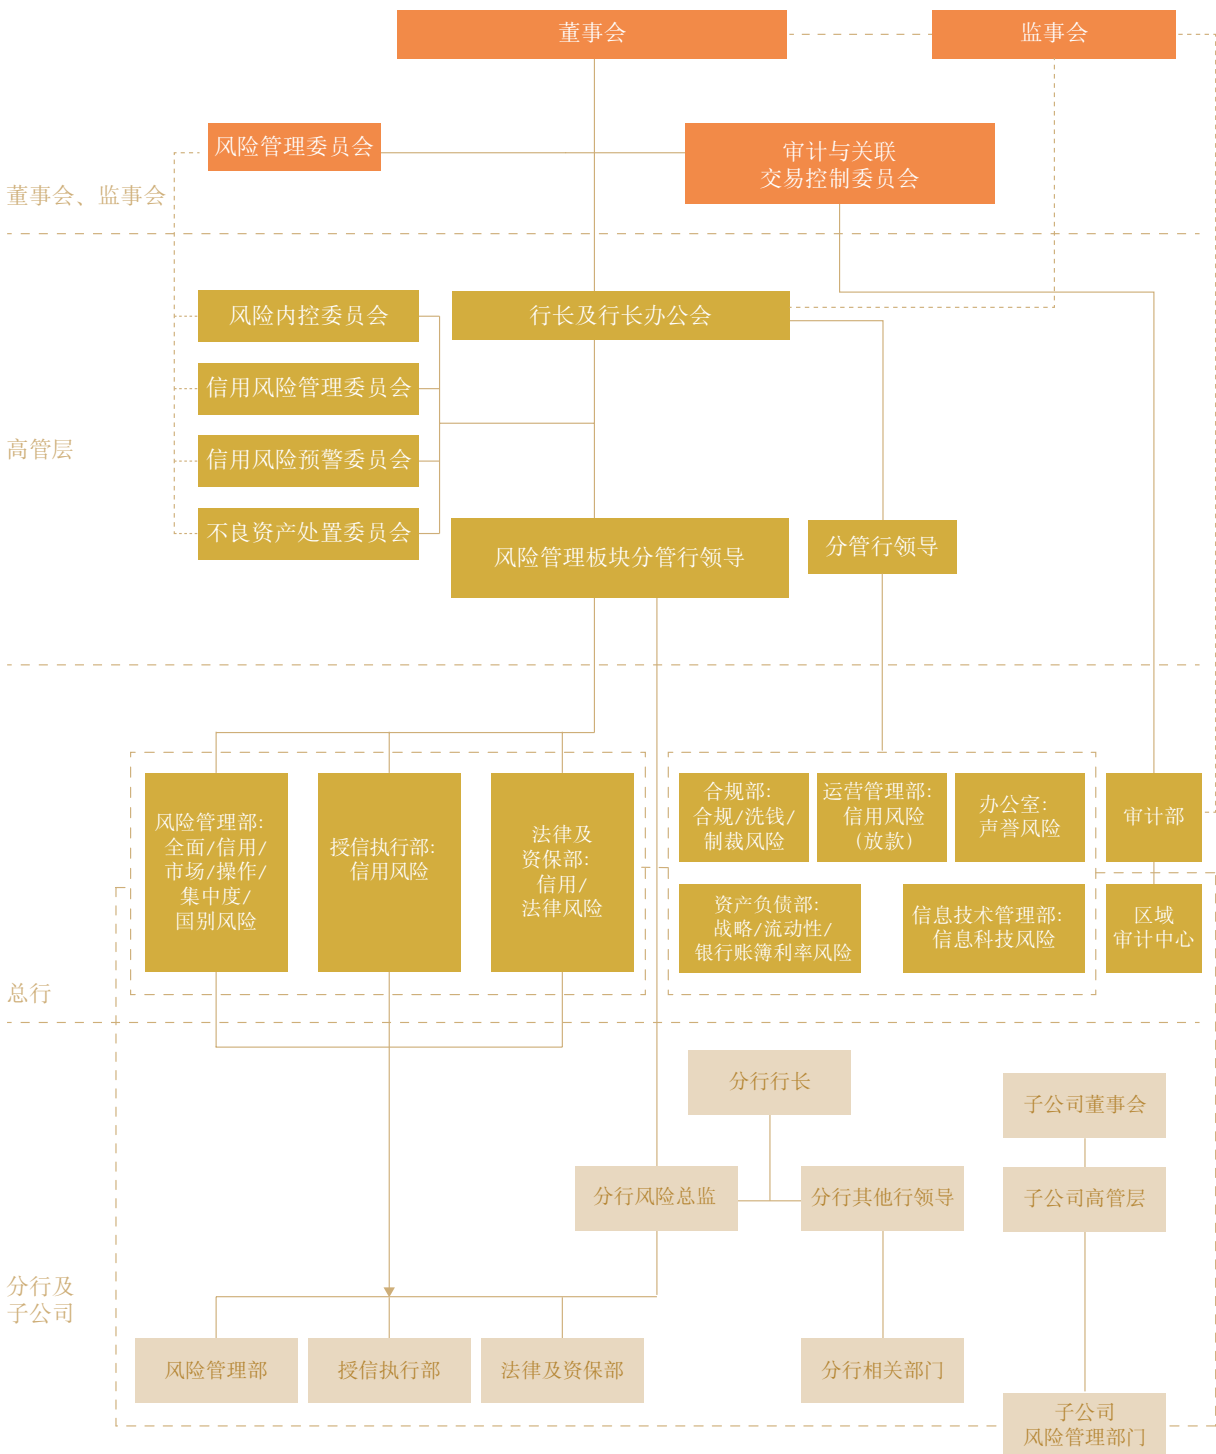 董事会
监事会
风险管理委员会
审计与关联
交易控制委员会
董事会、监事会
风险内控委员会
行长及行长办公会
信用风险管理委员会
高管层
信用风险预警委员会
不良资产处置委员会
风险管理板块分管行领导
分管行领导
风险管理部:
全面/信用/
市场/操作/
集中度/
国别风险
授信执行部:
信用风险
法律及
资保部:
信用/
法律风险
合规部:
合规/洗钱/
制裁风险
运营管理部:
信用风险
(放款)
办公室:
声誉风险
审计部
资产负债部:
战略/流动性/
银行账簿利率风险
信息技术管理部:
信息科技风险
区域
审计中心
总行
分行行长
子公司董事会
分行风险总监
分行其他行领导
子公司高管层
分行及
子公司
风险管理部
授信执行部
法律及资保部
分行相关部门
子公司
风险管理部门